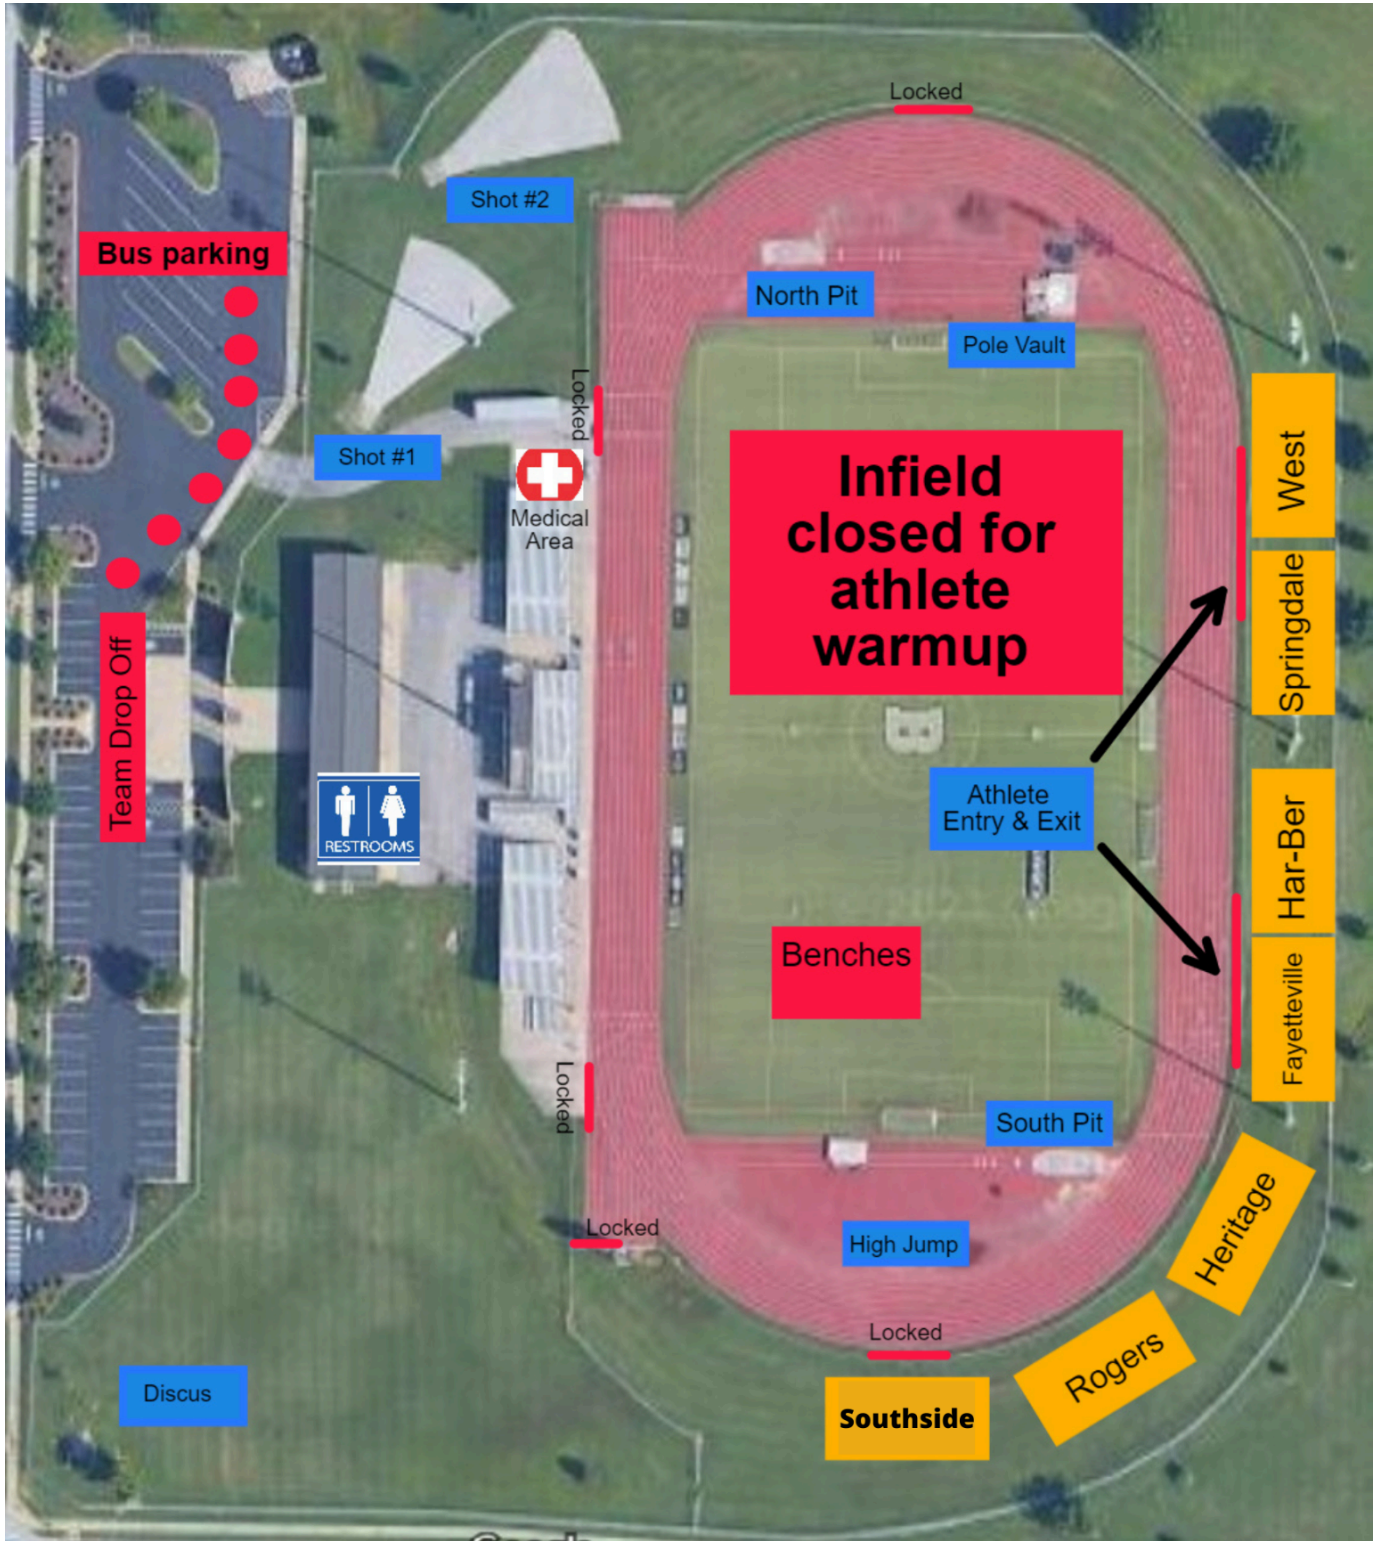 Locked
Shot #2
Bus parking
North Pit
Pole Vault
Locked
Shot #1
Medical
Area
Infield
closed for
athlete
warmup
West
Springdale
Team Drop Off
RESTROOMS
Athlete
Entry & Exit
Har-Ber
Benches
Fayetteville
Locked
South Pit
Heritage
Locked
High Jump
Locked
Rogers
Discus
Southside